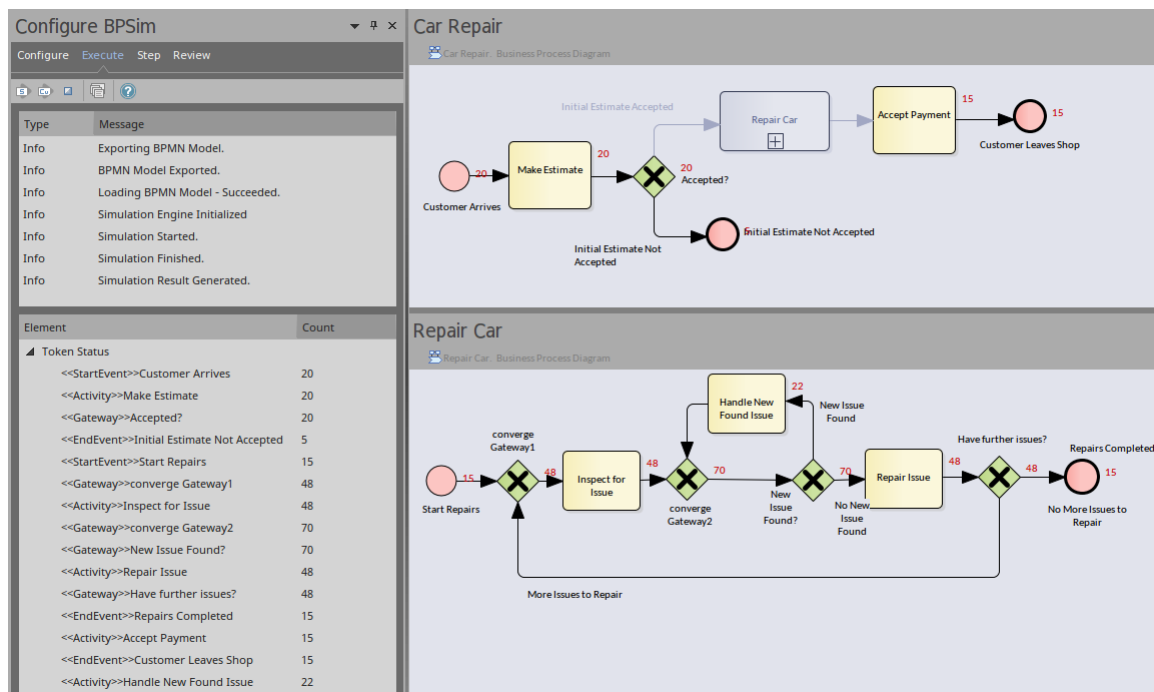 Configure BPSim
Configure Execute Step Review
Type Message
Info Exporting BPMN Model.
Info BPMN Model Exported.
Info Loading BPMN Model - Succeeded.
Info Simulation Engine Initialized
Info Simulation Started.
Info Simulation Finished.
Info Simulation Result Generated.
Element Count
Token Status
<<StartEvent>>Customer Arrives 20
<<Activity>>Make Estimate 20
<<Gateway>>Accepted? 20
<<EndEvent>>Initial Estimate Not Accepted 5
<<StartEvent>>Start Repairs 15
<<Gateway>>converge Gateway1 48
<<Activity>>Inspect for Issue 48
<<Gateway>>converge Gateway2 70
<<Gateway>>New Issue Found? 70
<<Activity>>Repair Issue 48
<<Gateway>>Have further issues? 48
<<EndEvent>>Repairs Completed 15
<<Activity>>Accept Payment 15
<<EndEvent>>Customer Leaves Shop 15
<<Activity>>Handle New Found Issue 22
Car Repair
Car Repair, Business Process Diagram
Initial Estimate Accepted
Repair Car
Accept Payment
15
15
Customer Leaves Shop
20
Customer Arrives
Make Estimate
20
20
Accepted?
5
Initial Estimate Not Accepted
Initial Estimate Not
Accepted
Repair Car
Repair Car, Business Process Diagram
Handle New
Found Issue
22
New Issue
Found
converge
Gateway1
15
Start Repairs
48
Inspect for
Issue
48
converge
Gateway2
70
New
Issue
Found?
70
No New
Issue
Found
Repair Issue
48
Have further issues?
48
Repairs Completed
15
No More Issues to
Repair
More Issues to Repair